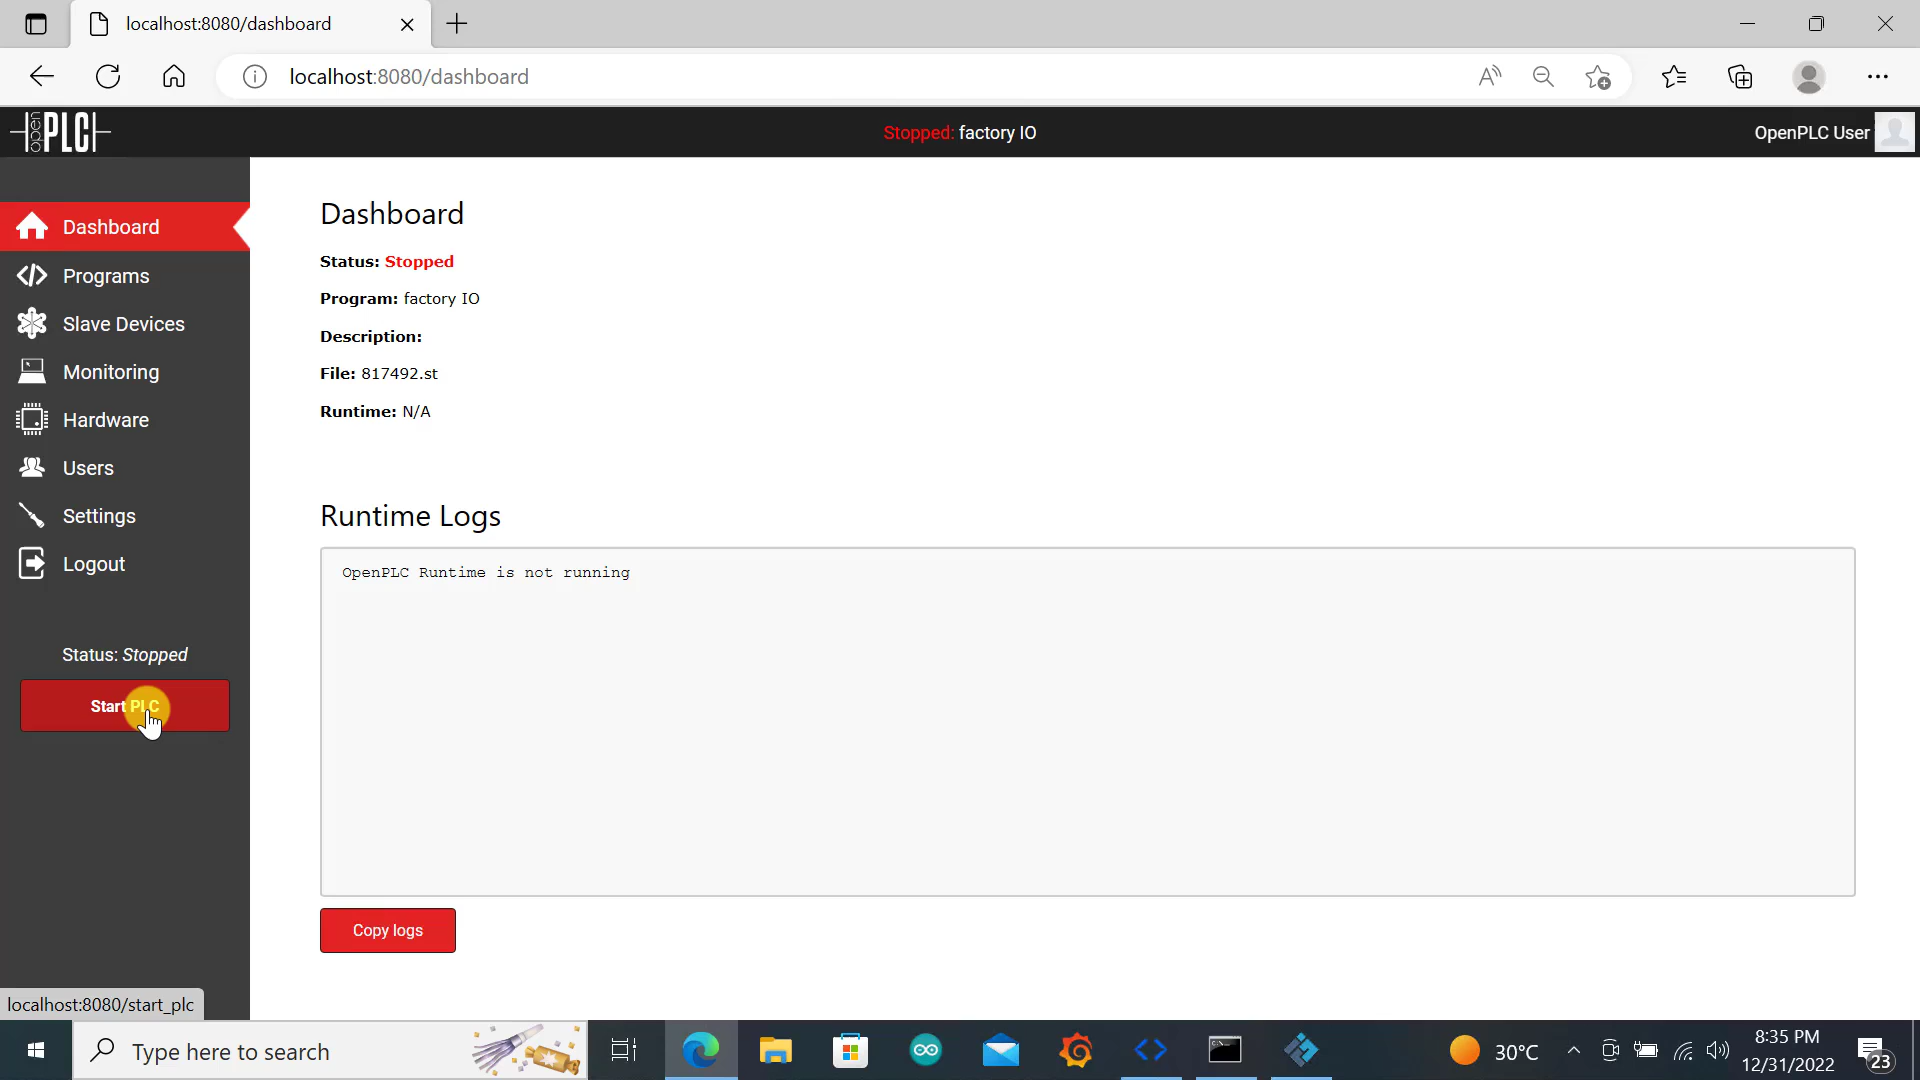 localhost:8080/dashboard
localhost:8080/dashboard
open PLC
Stopped: factory IO
OpenPLC User
Dashboard
Programs
Slave Devices
Monitoring
Hardware
Users
Settings
Logout
Status: Stopped
Start PLC
Dashboard
Status: Stopped
Program: factory IO
Description:
File: 817492.st
Runtime: N/A
Runtime Logs
OpenPLC Runtime is not running
Copy logs
localhost:8080/start_plc
Type here to search
30°C
8:35 PM
12/31/2022
23